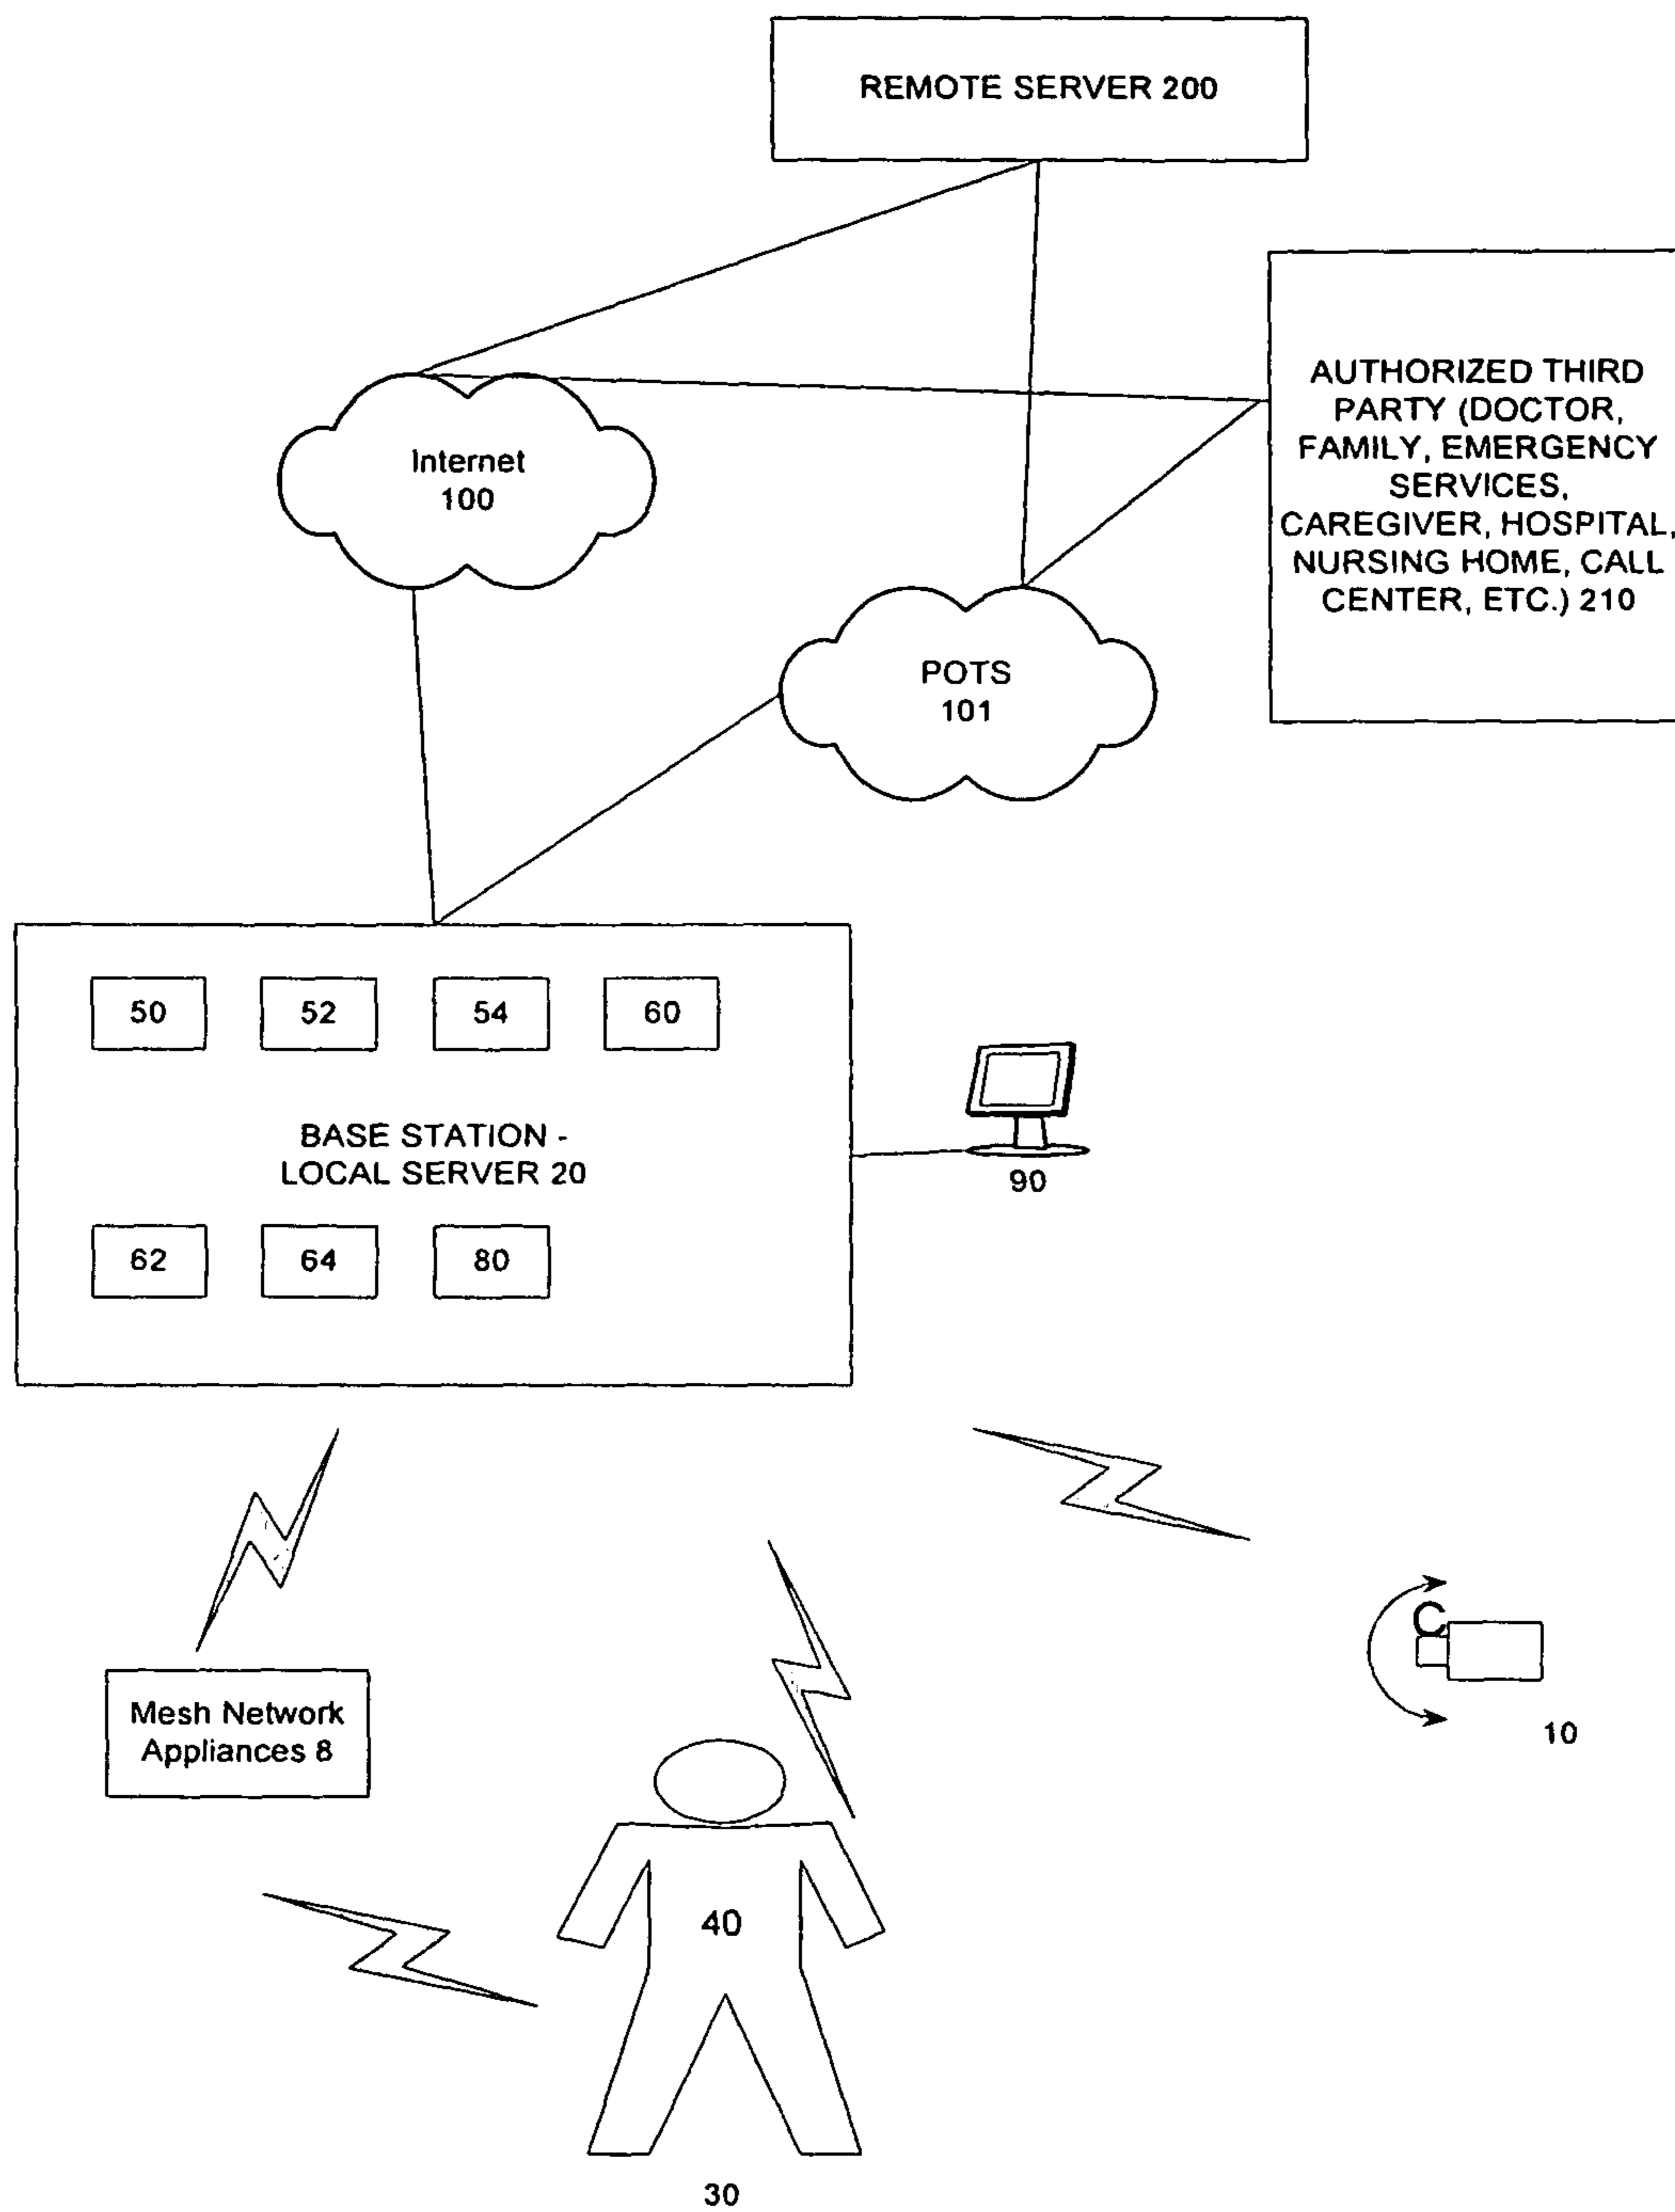 REMOTE SERVER 200
AUTHORIZED THIRD
PARTY (DOCTOR,
FAMILY, EMERGENCY
SERVICES,
CAREGIVER, HOSPITAL,
NURSING HOME, CALL
CENTER, ETC.) 210
Internet
100
POTS
101
50
52
54
60
BASE STATION -
LOCAL SERVER 20
90
62
64
80
C
10
Mesh Network
Appliances 8
40
30